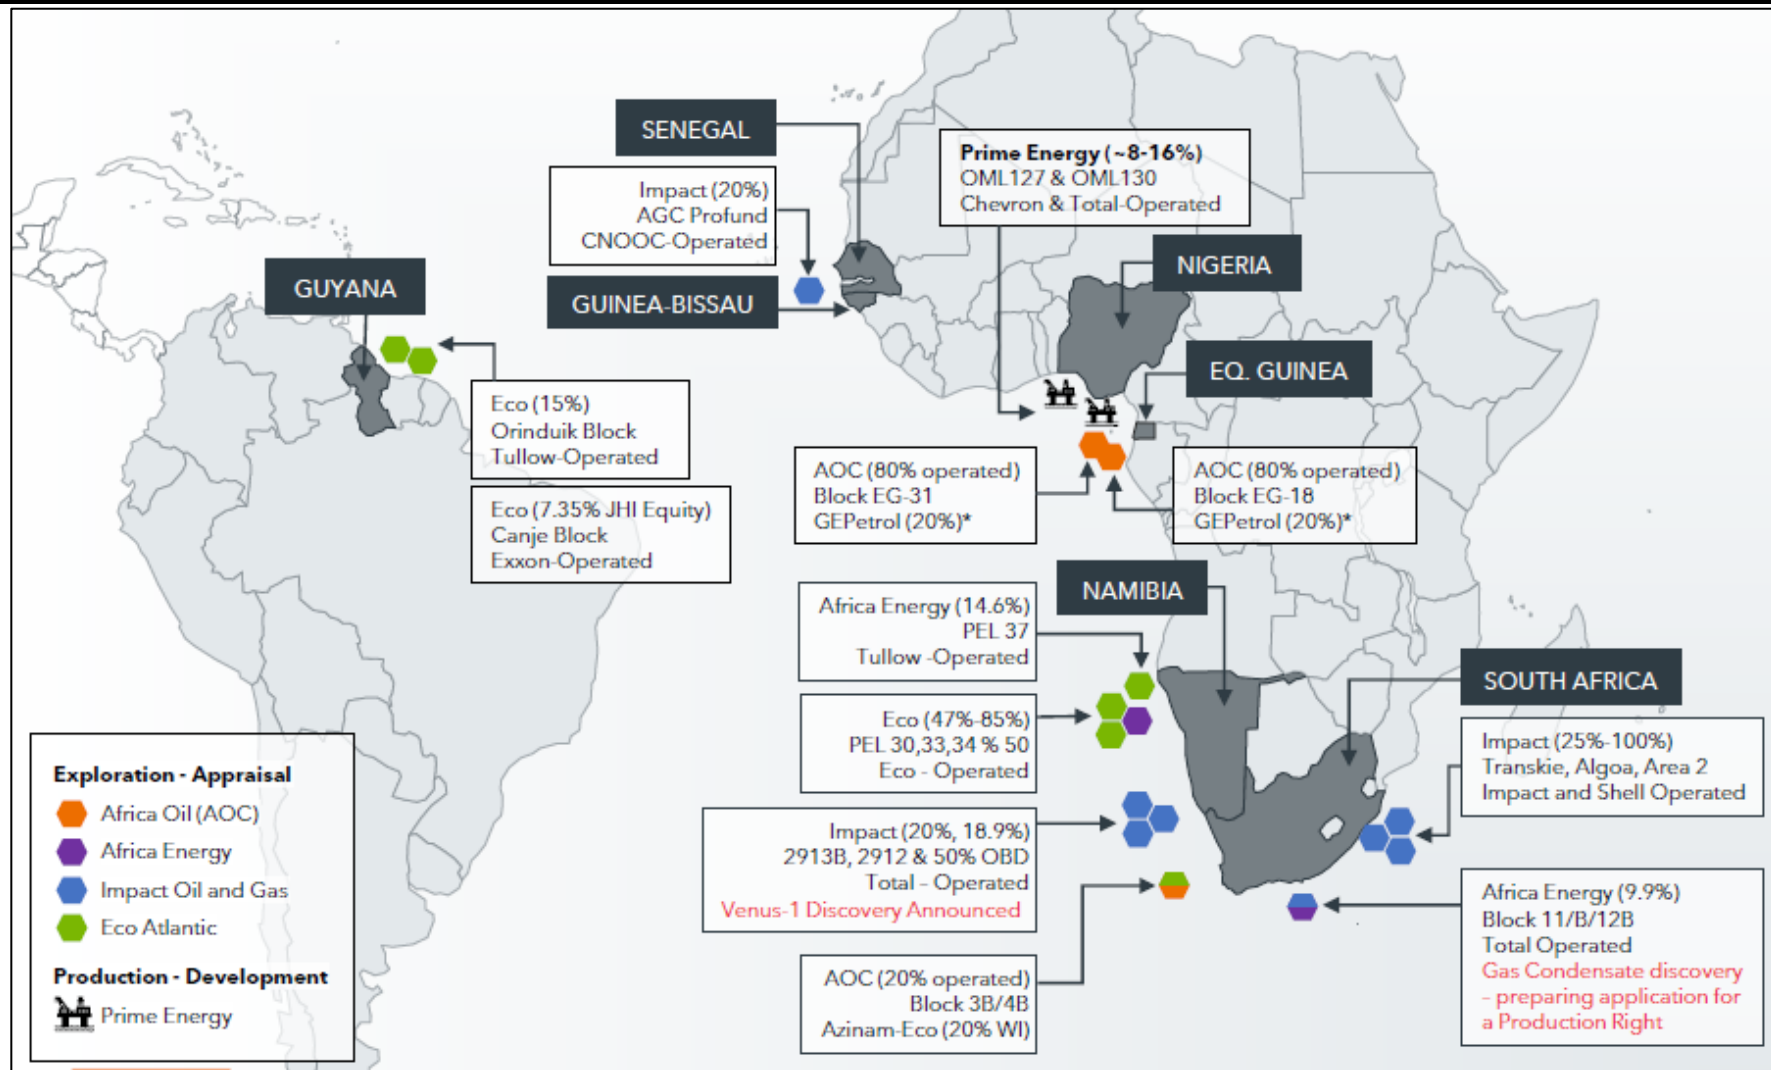 SENEGAL
Impact (20%)
AGC Profund
CNOOC-Operated
GUINEA-BISSAU
Prime Energy (~8-16%)
OML127 & OML130
Chevron & Total-Operated
NIGERIA
GUYANA
Eco (15%)
Orinduik Block
Tullow-Operated
Eco (7.35% JHI Equity)
Canje Block
Exxon-Operated
EQ. GUINEA
AOC (80% operated)
Block EG-31
GEPetrol (20%)*
AOC (80% operated)
Block EG-18
GEPetrol (20%)*
NAMIBIA
Africa Energy (14.6%)
PEL 37
Tullow -Operated
Eco (47%-85%)
PEL 30,33,34 % 50
Eco - Operated
Impact (20%, 18.9%)
2913B, 2912 & 50% OBD
Total - Operated
Venus-1 Discovery Announced
AOC (20% operated)
Block 3B/4B
Azinam-Eco (20% WI)
SOUTH AFRICA
Impact (25%-100%)
Transkie, Algoa, Area 2
Impact and Shell Operated
Africa Energy (9.9%)
Block 11/B/12B
Total Operated
Gas Condensate discovery
- preparing application for
a Production Right
Exploration - Appraisal
Africa Oil (AOC)
Africa Energy
Impact Oil and Gas
Eco Atlantic
Production - Development
Prime Energy